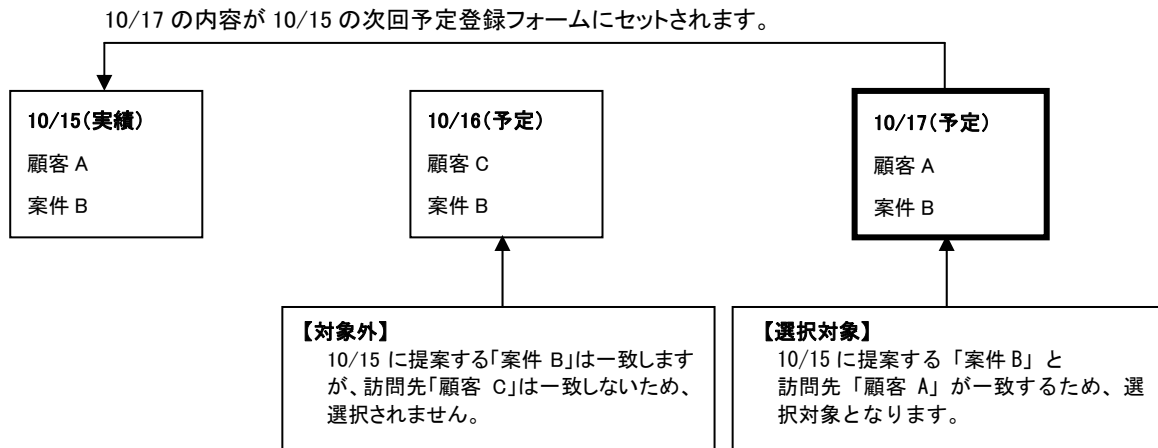 10/17 の内容が 10/15 の次回予定登録フォームにセットされます。
10/15(実績)
顧客 A
案件 B
10/16(予定)
顧客 C
案件 B
10/17(予定)
顧客 A
案件 B
【対象外】
10/15 に提案する「案件 B」は一致します
が、訪問先「顧客 C」は一致しないため、
選択されません。
【選択対象】
10/15 に提案する「案件 B」と
訪問先「顧客 A」が一致するため、選
択対象となります。